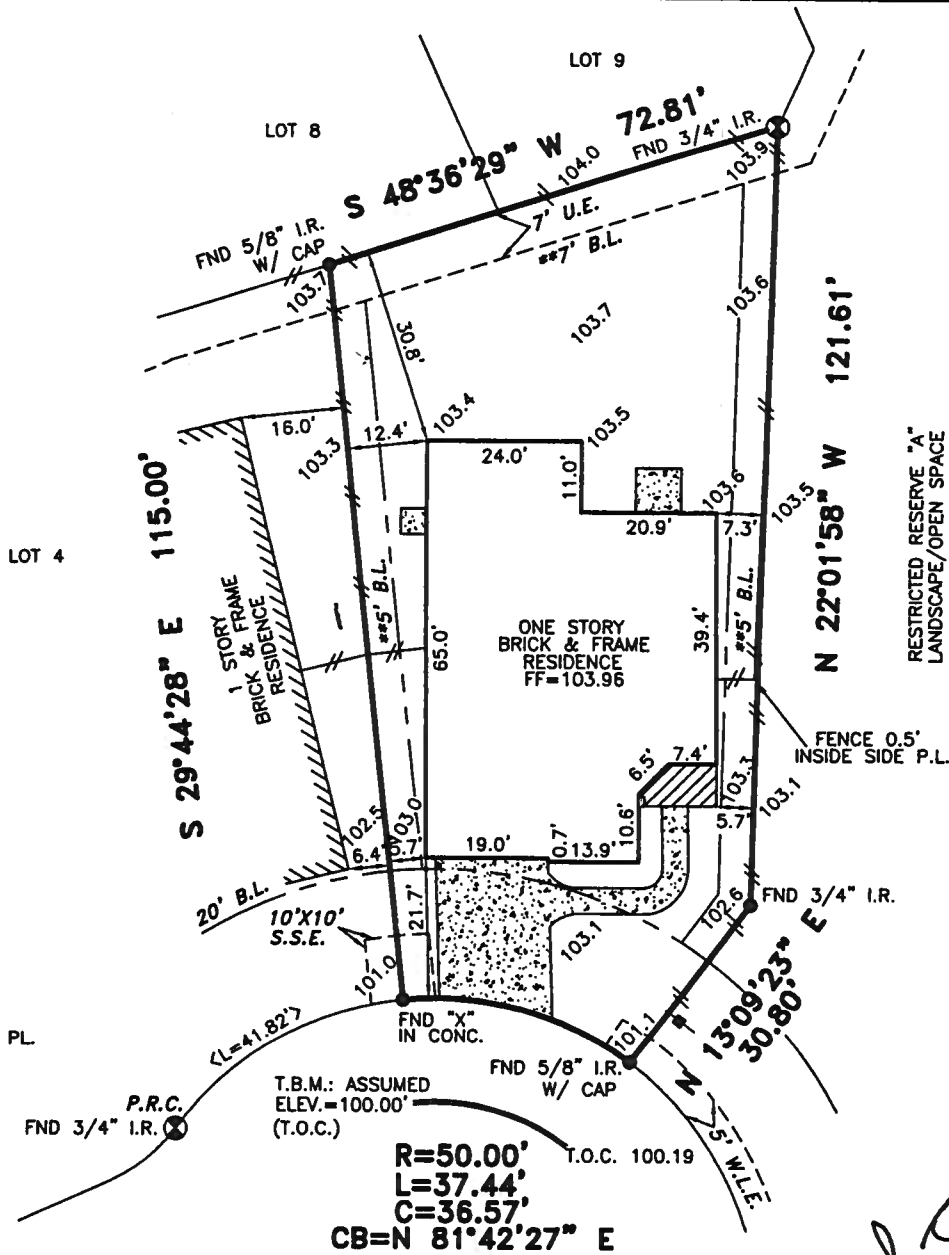 LOT 9
LOT 8
S 48°36'29" W 72.81'
FND 3/4" I.R.
103.9
104.0
7' U.E.
**7' B.L.
FND 5/8" I.R.
W/ CAP
103.7
30.8'
103.7
103.6
N 22°01'58" W 121.61'
RESTRICTED RESERVE "A"
LANDSCAPE/OPEN SPACE
16.0'
12.4'
103.4
103.3
24.0'
103.5
11.0'
103.6
20.9'
7.3'
103.5
LOT 4
S 29°44'28" E 115.00'
1 STORY
BRICK & FRAME
RESIDENCE
**5' B.L.
65.0'
ONE STORY
BRICK & FRAME
RESIDENCE
FF=103.96
39.4'
**5' B.L.
FENCE 0.5'
INSIDE SIDE P.L.
6.5'
7.4'
103.3
103.1
5.7'
102.5
103.0
6.4'
5.7'
19.0'
0.7'
13.9'
10.6'
20' B.L.
10'X10'
S.S.E.
21.7'
101.0
103.1
102.6
FND 3/4" I.R.
N 13°09'23" E
30.80'
FND "X"
IN CONC.
101.1
FND 5/8" I.R.
W/ CAP
5' W.L.E.
PL.
<L=41.82'>
P.R.C.
FND 3/4" I.R.
T.B.M.: ASSUMED
ELEV.=100.00'
(T.O.C.)
T.O.C. 100.19
R=50.00'
L=37.44'
C=36.57'
CB=N 81°42'27" E